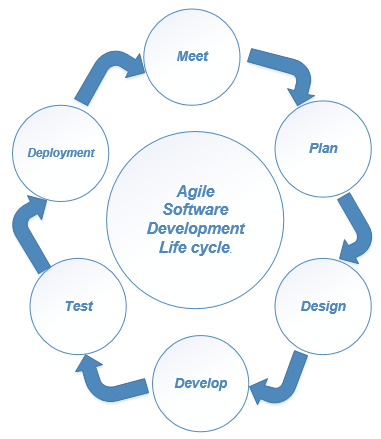 Meet
Plan
Design
Develop
Test
Deployment
Agile
Software
Development
Life cycle.